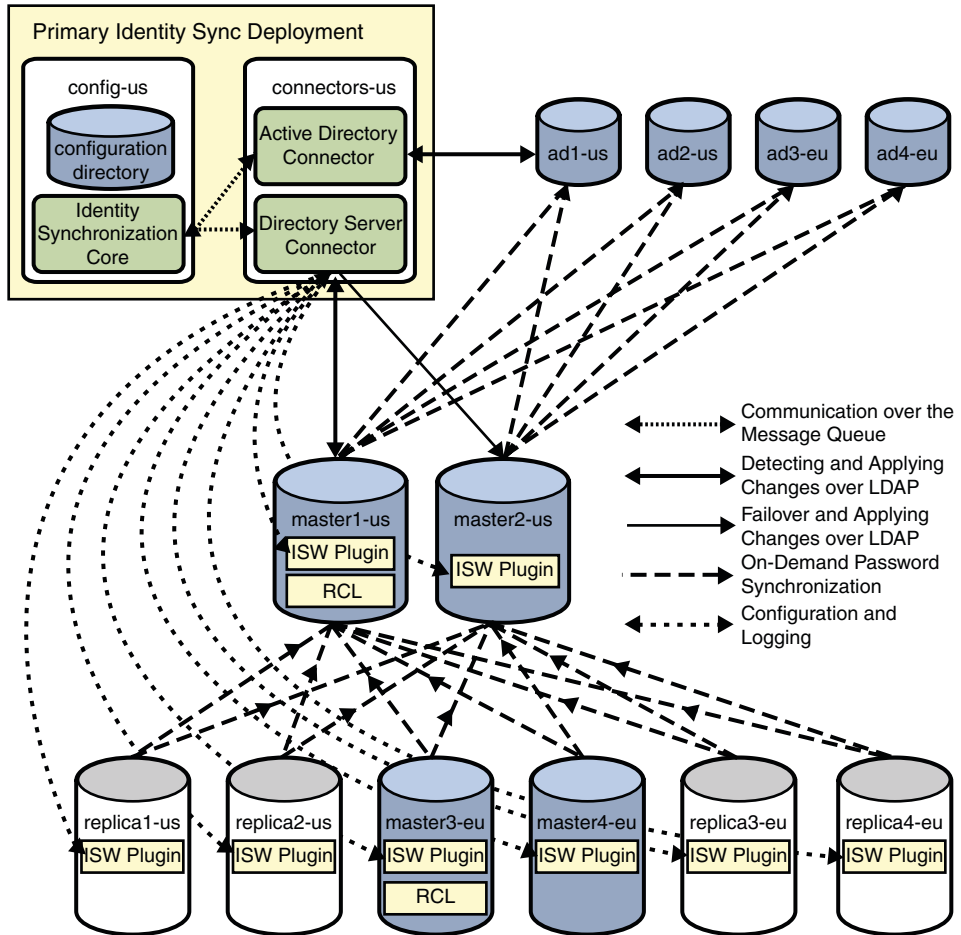 Primary Identity Sync Deployment
config-us
connectors-us
configuration
directory
Active Directory
Connector
Identity
Synchronization
Core
Directory Server
Connector
ad1-us
ad2-us
ad3-eu
ad4-eu
Communication over the
Message Queue
Detecting and Applying
Changes over LDAP
Failover and Applying
Changes over LDAP
On-Demand Password
Synchronization
Configuration and
Logging
master1-us
ISW Plugin
RCL
master2-us
ISW Plugin
replica1-us
ISW Plugin
replica2-us
ISW Plugin
master3-eu
ISW Plugin
RCL
master4-eu
ISW Plugin
replica3-eu
ISW Plugin
replica4-eu
ISW Plugin